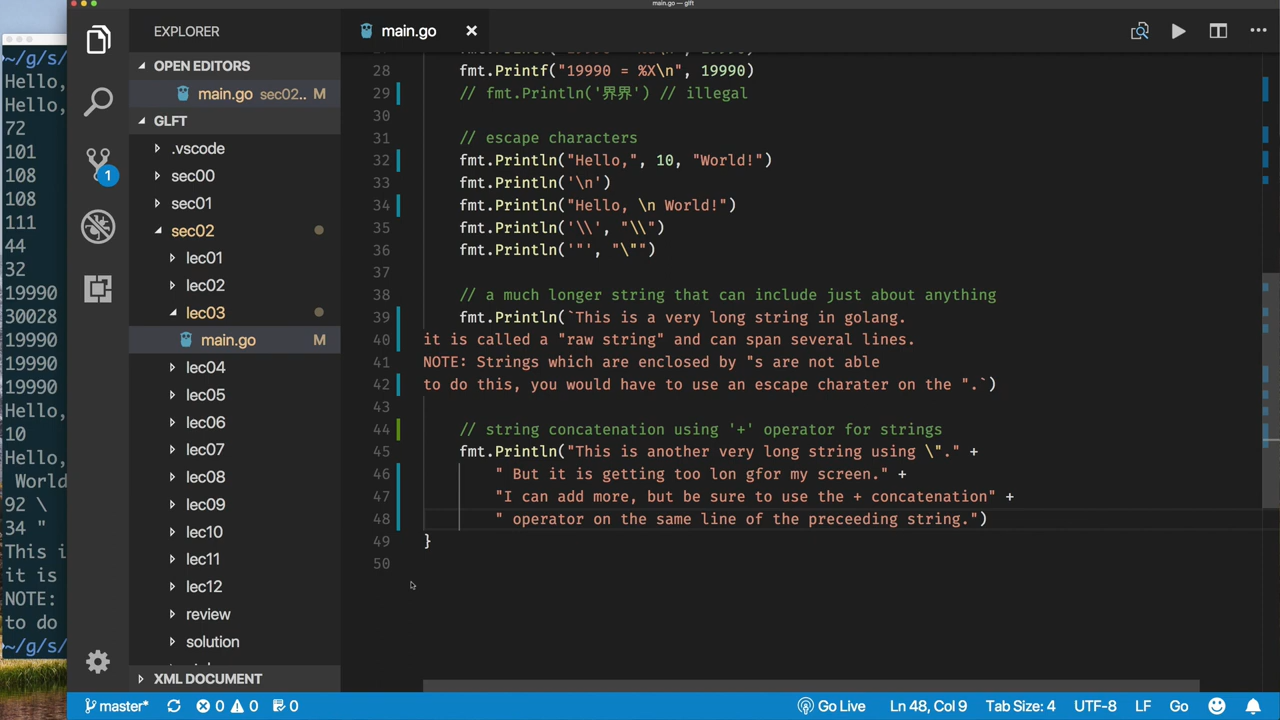 main.go — glft
EXPLORER
main.go
OPEN EDITORS
main.go sec02.. M
GLFT
.vscode
sec00
sec01
sec02
lec01
lec02
lec03
main.go M
lec04
lec05
lec06
lec07
lec08
lec09
lec10
lec11
lec12
review
solution
XML DOCUMENT
1
~/g/s/
Hello,
Hello,
72
101
108
108
111
44
32
19990
30028
19990
19990
19990
Hello,
10
Hello,
World
92 \
34 "
This i
it is
NOTE:
to do
~/g/s/
28 fmt.Printf("19990 = %X\n", 19990)
29 // fmt.Println('界界') // illegal
30
31 // escape characters
32 fmt.Println("Hello,", 10, "World!")
33 fmt.Println('\n')
34 fmt.Println("Hello, \n World!")
35 fmt.Println('\\', "\\")
36 fmt.Println('"', "\"")
37
38 // a much longer string that can include just about anything
39 fmt.Println(`This is a very long string in golang.
40 it is called a "raw string" and can span several lines.
41 NOTE: Strings which are enclosed by "s are not able
42 to do this, you would have to use an escape charater on the ".`)
43
44 // string concatenation using '+' operator for strings
45 fmt.Println("This is another very long string using \"." +
46 " But it is getting too lon gfor my screen." +
47 "I can add more, but be sure to use the + concatenation" +
48 " operator on the same line of the preceeding string.")
49 }
50
master* 0 0 0 Go Live Ln 48, Col 9 Tab Size: 4 UTF-8 LF Go